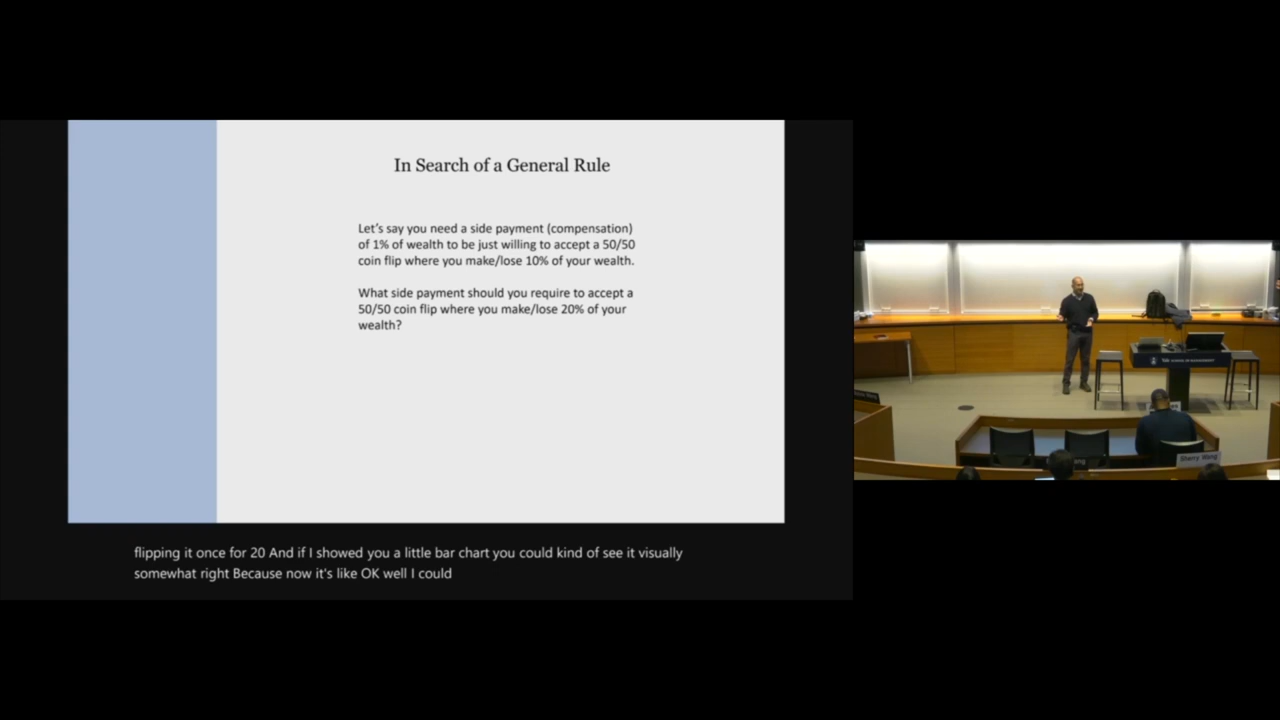 In Search of a General Rule
Let's say you need a side payment (compensation)
of 1% of wealth to be just willing to accept a 50/50
coin flip where you make/lose 10% of your wealth.
What side payment should you require to accept a
50/50 coin flip where you make/lose 20% of your
wealth?
flipping it once for 20 And if I showed you a little bar chart you could kind of see it visually
somewhat right Because now it's like OK well I could